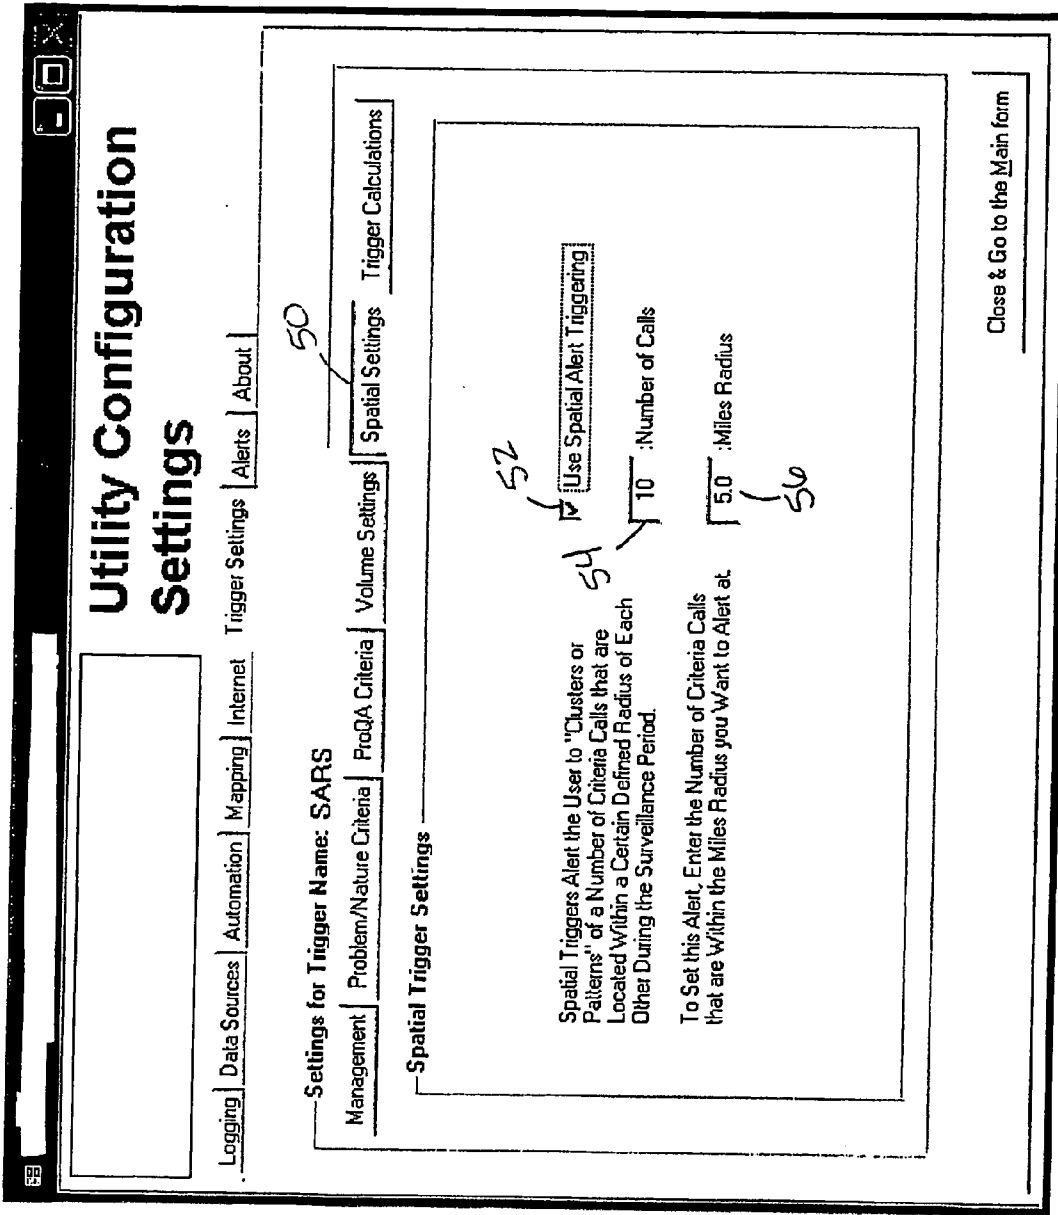 Utility Configuration
Settings
Logging Data Sources Automation Mapping Internet Trigger Settings Alerts About
Settings for Trigger Name: SARS
50
Management Problem/Nature Criteria ProQA Criteria Volume Settings Spatial Settings Trigger Calculations
Spatial Trigger Settings
52
Spatial Triggers Alert the User to "Clusters or
Patterns" of a Number of Criteria Calls that are
Located Within a Certain Defined Radius of Each
Other During the Surveillance Period.
Use Spatial Alert Triggering
54
10 :Number of Calls
To Set this Alert, Enter the Number of Criteria Calls
that are Within the Miles Radius you Want to Alert at.
5.0 :Miles Radius
56
Close & Go to the Main form